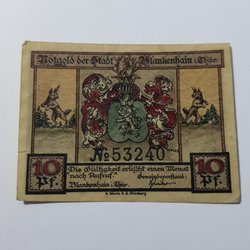 Notgeld der Stadt Blankenhain i. Thür.
No 53240
10 Pf.
10 Pf.
Die Gültigkeit erlischt einen Monat
nach Aufruf.
Gemeindevorstand:
Blankenhain i. Thür.